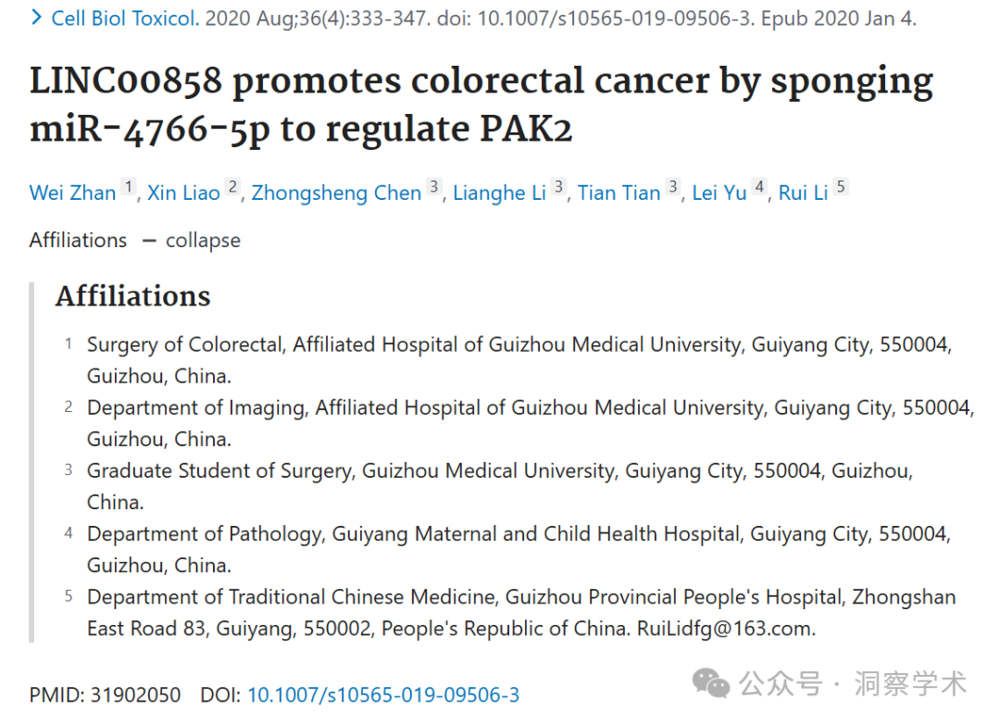 Cell Biol Toxicol. 2020 Aug;36(4):333-347. doi: 10.1007/s10565-019-09506-3. Epub 2020 Jan 4.
LINC00858 promotes colorectal cancer by sponging
miR-4766-5p to regulate PAK2
Wei Zhan 1, Xin Liao 2, Zhongsheng Chen 3, Lianghe Li 3, Tian Tian 3, Lei Yu 4, Rui Li 5
Affiliations — collapse
Affiliations
1 Surgery of Colorectal, Affiliated Hospital of Guizhou Medical University, Guiyang City, 550004,
Guizhou, China.
2 Department of Imaging, Affiliated Hospital of Guizhou Medical University, Guiyang City, 550004,
Guizhou, China.
3 Graduate Student of Surgery, Guizhou Medical University, Guiyang City, 550004, Guizhou,
China.
4 Department of Pathology, Guiyang Maternal and Child Health Hospital, Guiyang City, 550004,
Guizhou, China.
5 Department of Traditional Chinese Medicine, Guizhou Provincial People's Hospital, Zhongshan
East Road 83, Guiyang, 550002, People's Republic of China. RuiLidfg@163.com.
PMID: 31902050 DOI: 10.1007/s10565-019-09506-3
公众号 · 洞察学术